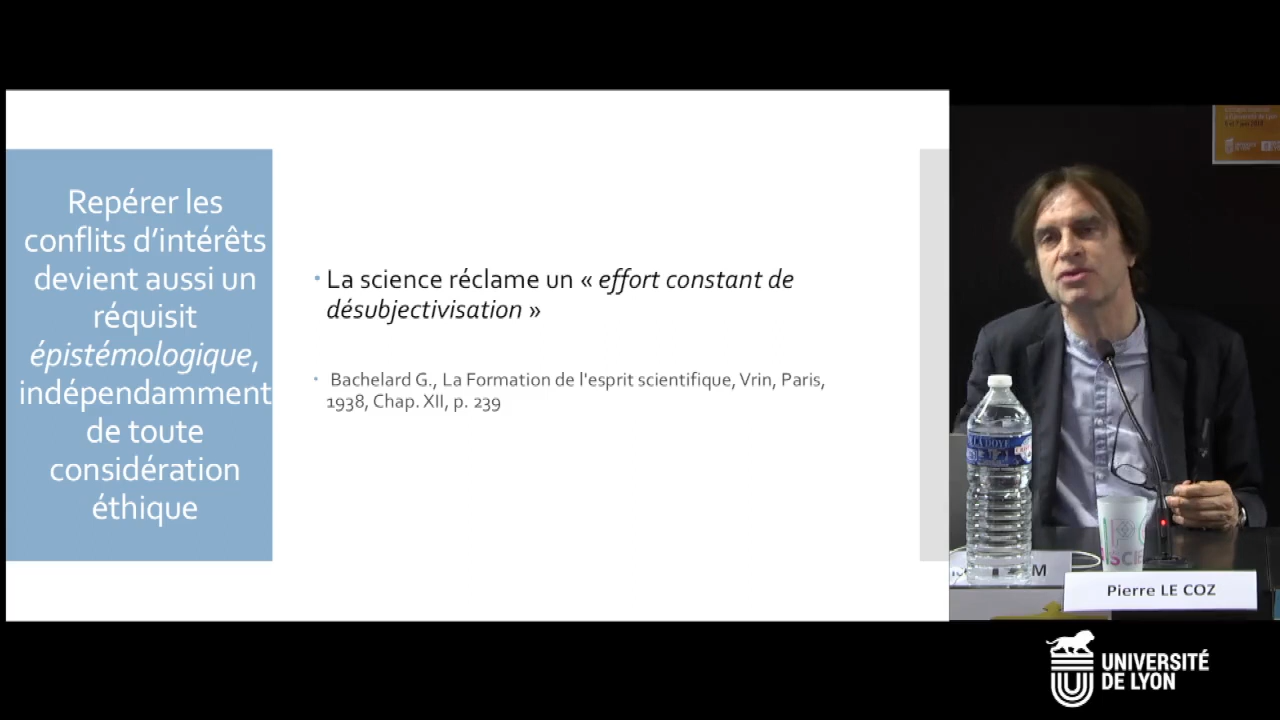 Repérer les
conflits d’intérêts
devient aussi un
réquisit
épistémologique,
indépendamment
de toute
considération
éthique
▪ La science réclame un « effort constant de
désubjectivisation »
▪ Bachelard G., La Formation de l'esprit scientifique, Vrin, Paris,
1938, Chap. XII, p. 239
Pierre LE COZ
UNIVERSITÉ
DE LYON